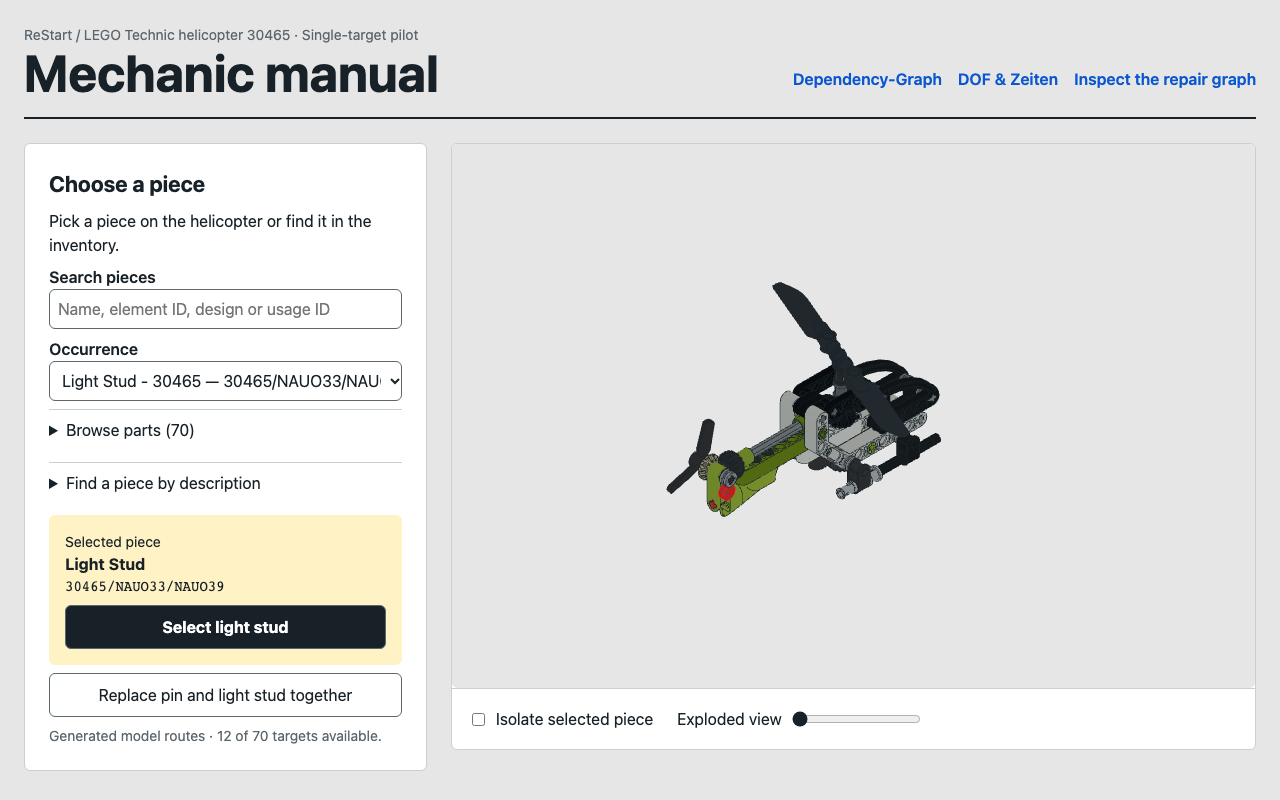 ReStart / LEGO Technic helicopter 30465 · Single-target pilot
Mechanic manual
Dependency-Graph
DOF & Zeiten
Inspect the repair graph
Choose a piece
Pick a piece on the helicopter or find it in the
inventory.
Search pieces
Name, element ID, design or usage ID
Occurrence
Light Stud - 30465 — 30465/NAUO33/NAU
Browse parts (70)
Find a piece by description
Selected piece
Light Stud
30465/NAUO33/NAUO39
Select light stud
Replace pin and light stud together
Generated model routes · 12 of 70 targets available.
Isolate selected piece
Exploded view